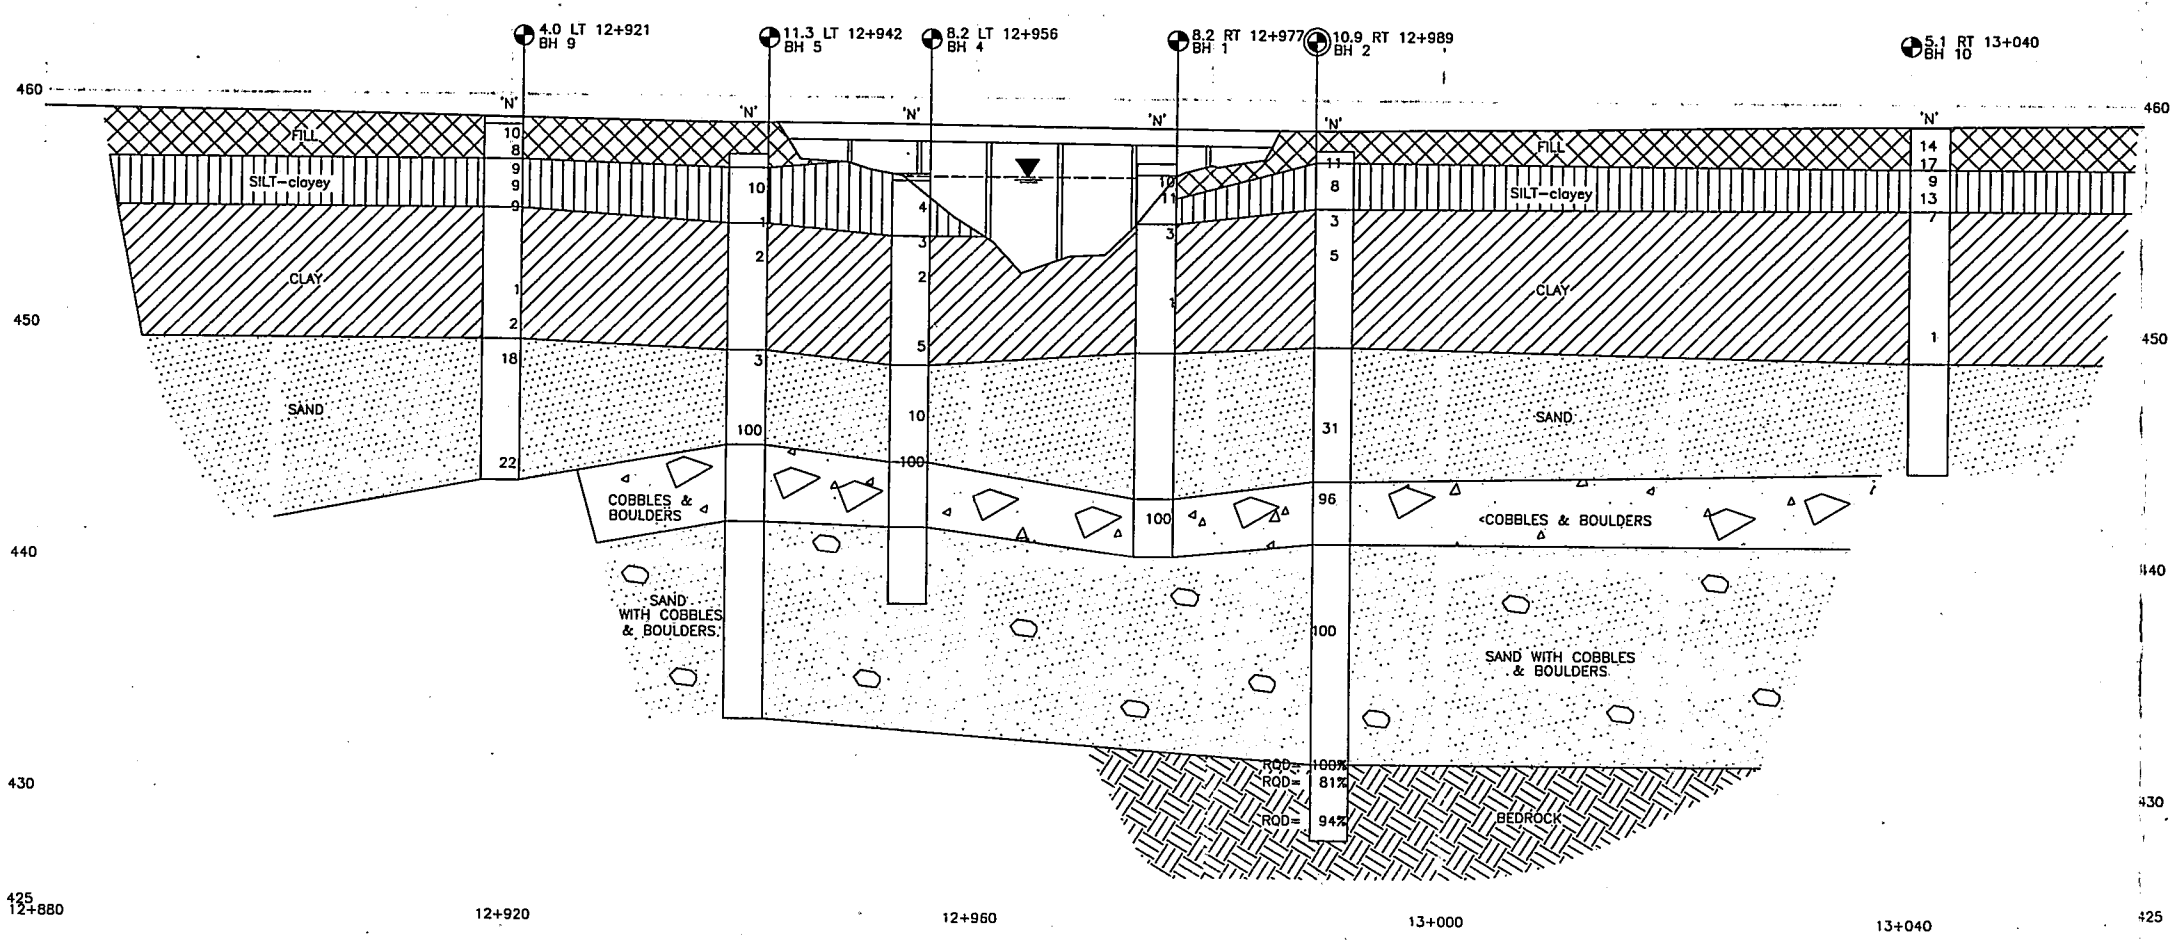 4.0 LT 12+921
BH 9
11.3 LT 12+942
BH 5
8.2 LT 12+956
BH 4
8.2 RT 12+977
BH 1
10.9 RT 12+989
BH 2
5.1 RT 13+040
BH 10
460
460
'N'
'N'
'N'
'N'
'N'
'N'
FILL
10
8
FILL
14
17
11
SILT-clayey
9
9
9
10
1
4
3
10
11
3
8
3
SILT-clayey
9
13
7
CLAY
1
2
2
2
5
1
5
CLAY
1
450
450
18
3
SAND
10
SAND
31
22
100
100
COBBLES &
BOULDERS
100
96
COBBLES & BOULDERS
440
440
SAND
WITH COBBLES
& BOULDERS
100
SAND WITH COBBLES
& BOULDERS
RQD= 100%
RQD= 81%
RQD= 94%
BEDROCK
430
430
425
425
12+880
12+920
12+960
13+000
13+040